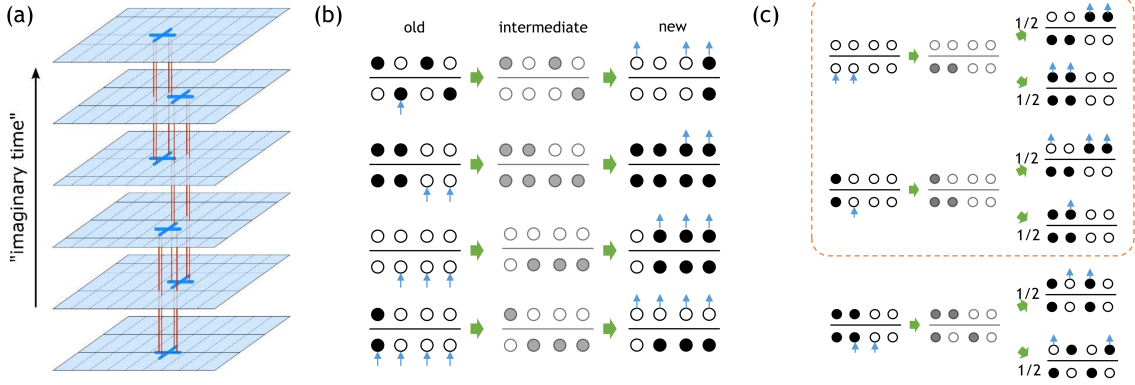 (a)
"imaginary time"
(b)
old
intermediate
new
(c)
1/2
1/2
1/2
1/2
1/2
1/2